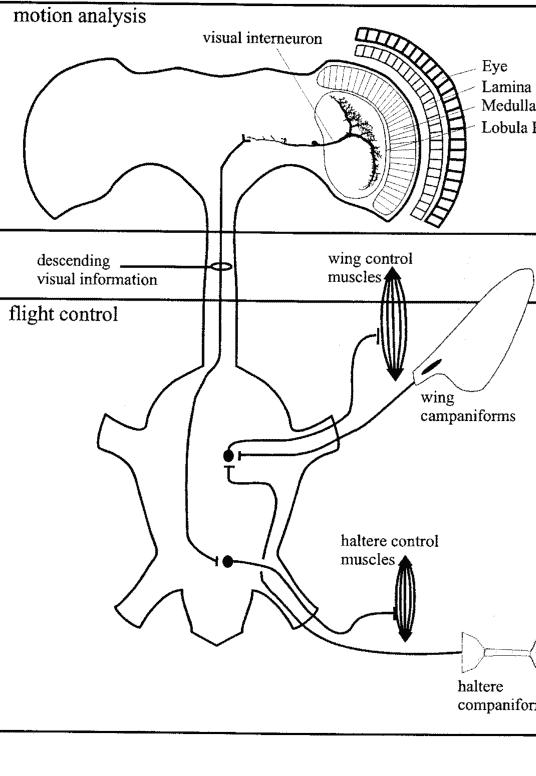 motion analysis
visual interneuron
Eye
Lamina
Medulla
Lobula
descending
visual information
wing control
muscles
flight control
wing
campaniforms
haltere control
muscles
haltere